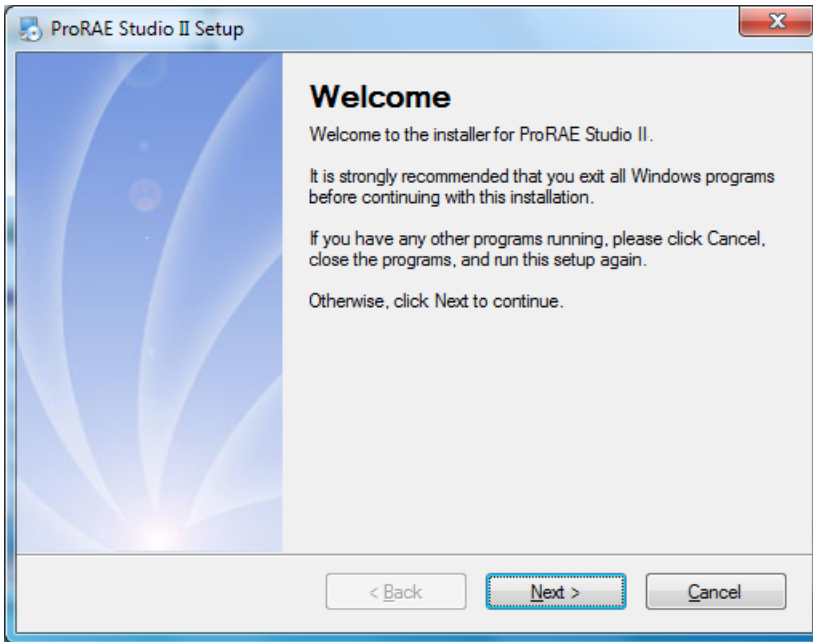 ProRAE Studio II Setup
Welcome
Welcome to the installer for ProRAE Studio II.
It is strongly recommended that you exit all Windows programs
before continuing with this installation.
If you have any other programs running, please click Cancel,
close the programs, and run this setup again.
Otherwise, click Next to continue.
< Back
Next >
Cancel